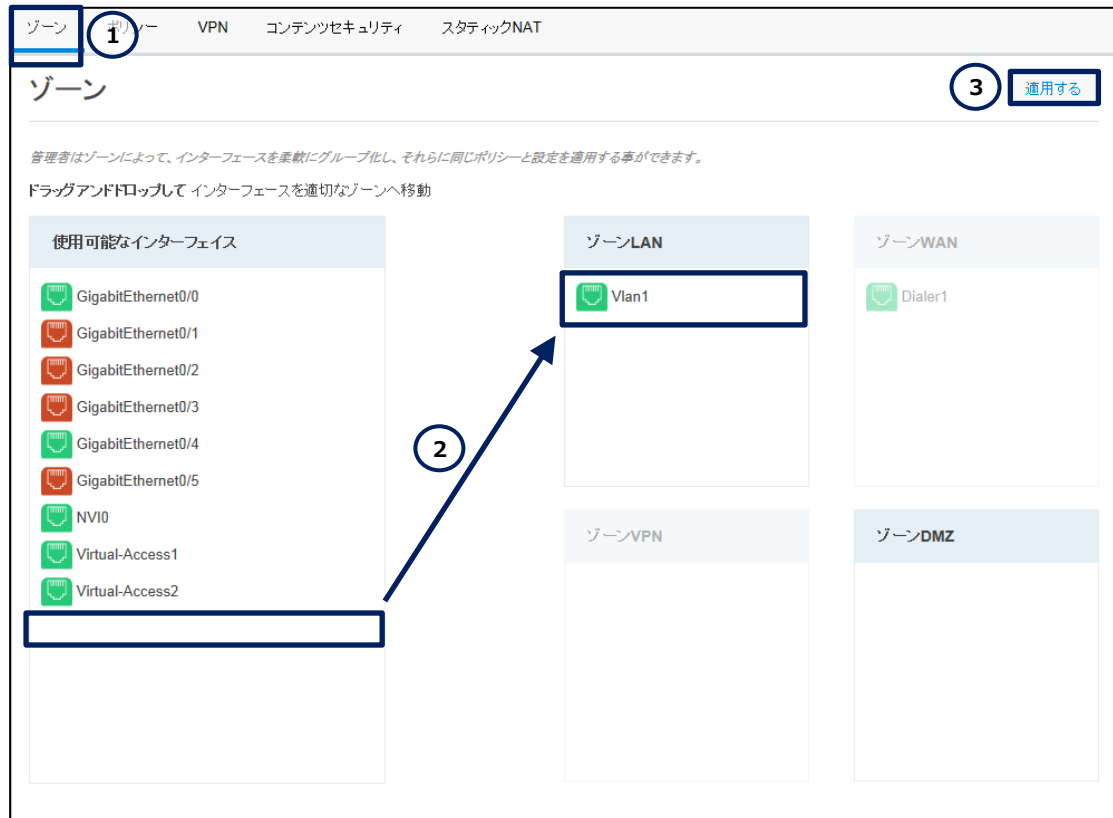 ゾーン
1
ポリシー
VPN
コンテンツセキュリティ
スタティックNAT
ゾーン
3
適用する
管理者はゾーンによって、インターフェースを柔軟にグループ化し、それらに同じポリシーと設定を適用する事ができます。
ドラッグアンドドロップして インターフェースを適切なゾーンへ移動
使用可能なインターフェイス
GigabitEthernet0/0
GigabitEthernet0/1
GigabitEthernet0/2
GigabitEthernet0/3
GigabitEthernet0/4
GigabitEthernet0/5
NVI0
Virtual-Access1
Virtual-Access2
2
ゾーンLAN
Vlan1
ゾーンWAN
Dialer1
ゾーンVPN
ゾーンDMZ